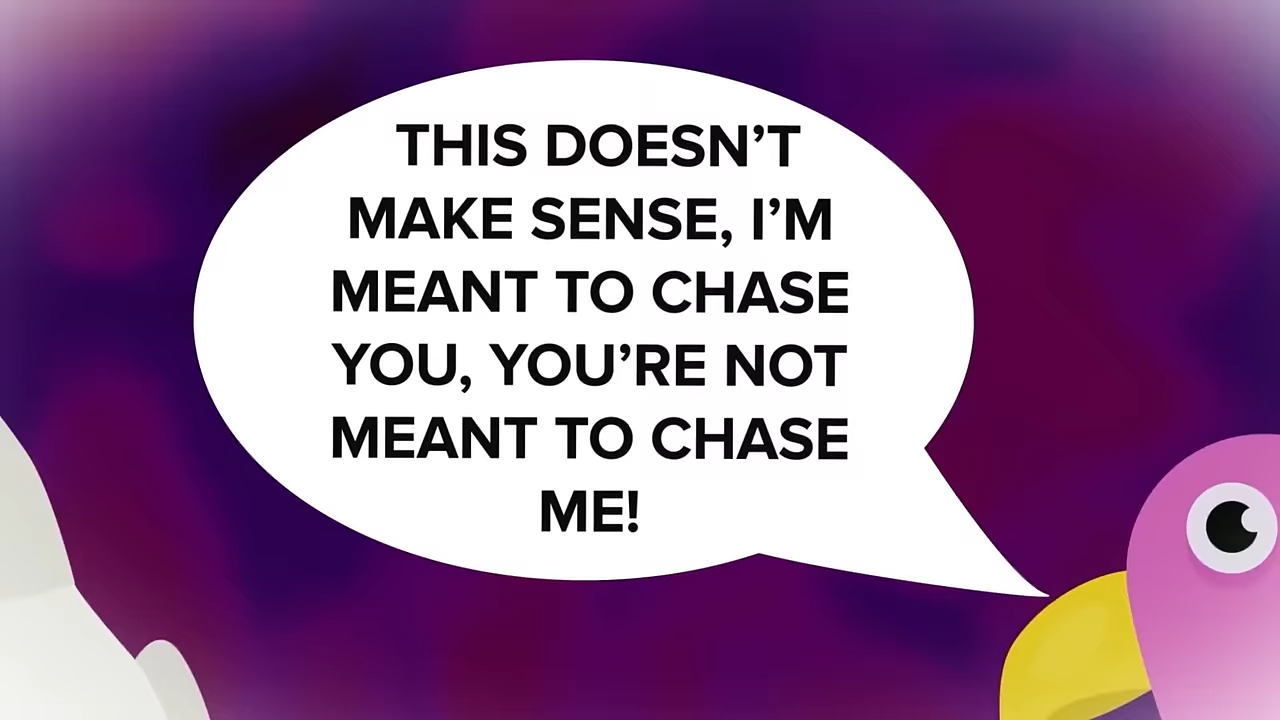 THIS DOESN’T
MAKE SENSE, I’M
MEANT TO CHASE
YOU, YOU’RE NOT
MEANT TO CHASE
ME!